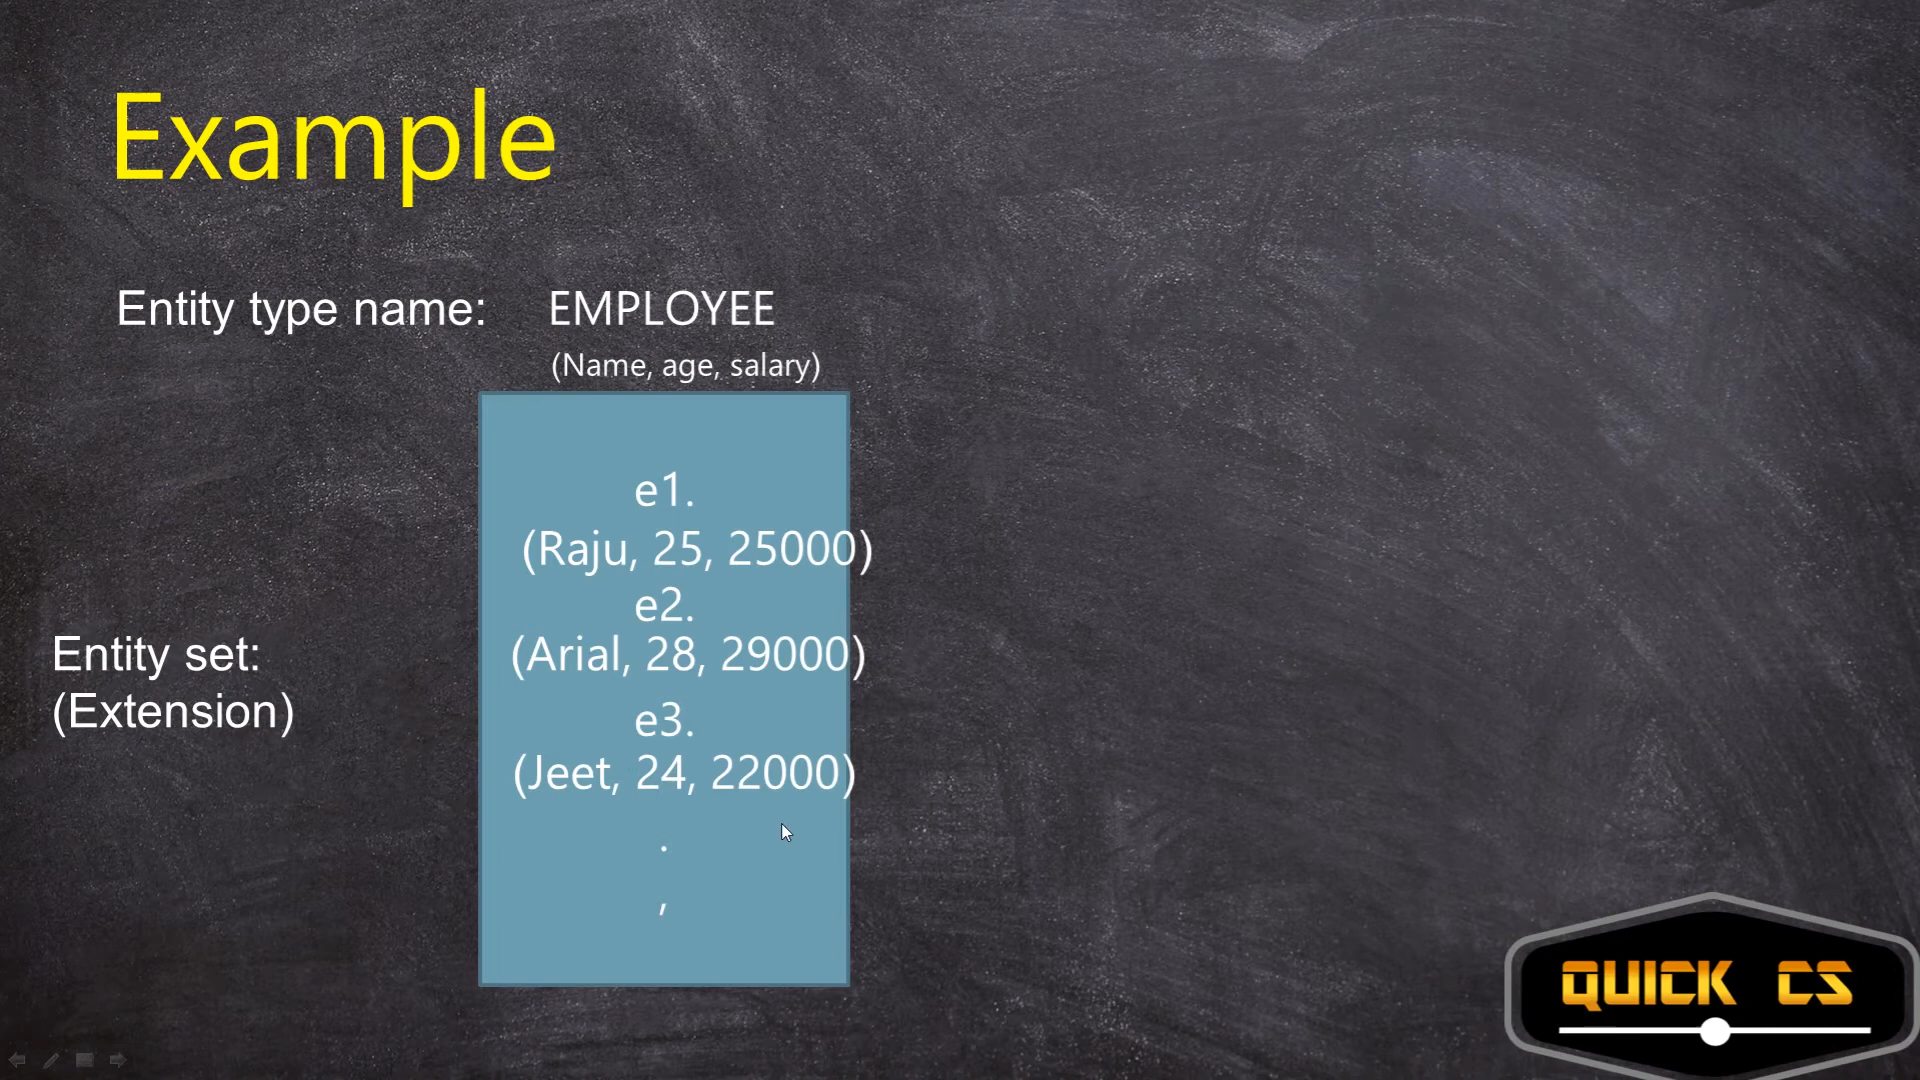 Example
Entity type name: EMPLOYEE
(Name, age, salary)
e1.
(Raju, 25, 25000)
e2.
(Arial, 28, 29000)
e3.
(Jeet, 24, 22000)
.
,
Entity set:
(Extension)
QUICK CS